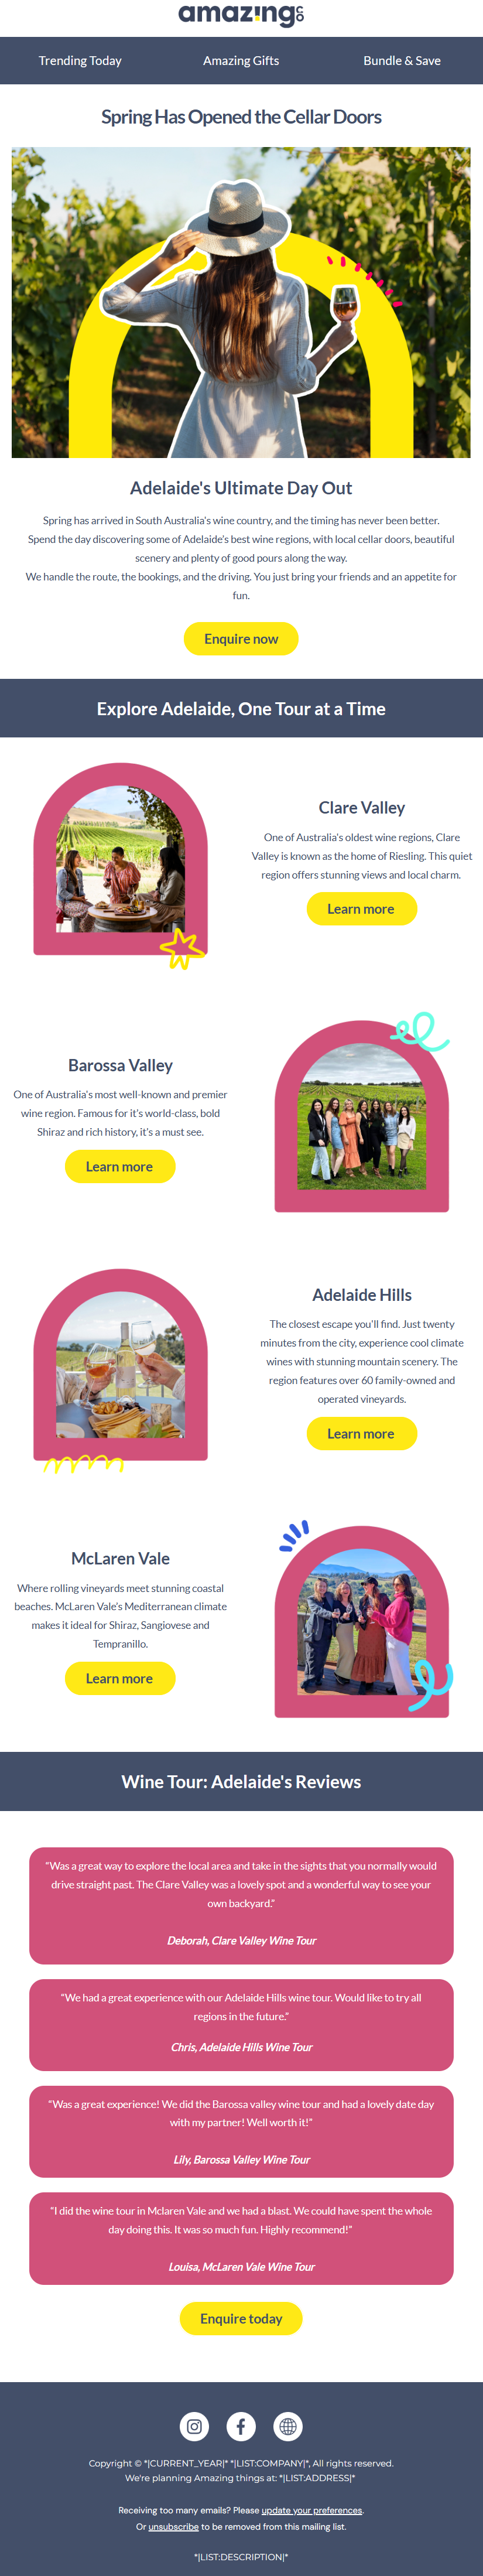 amazing co
Trending Today
Amazing Gifts
Bundle & Save
Spring Has Opened the Cellar Doors
Adelaide's Ultimate Day Out
Spring has arrived in South Australia's wine country, and the timing has never been better.
Spend the day discovering some of Adelaide's best wine regions, with local cellar doors, beautiful
scenery and plenty of good pours along the way.
We handle the route, the bookings, and the driving. You just bring your friends and an appetite for
fun.
Enquire now
Explore Adelaide, One Tour at a Time
Clare Valley
One of Australia's oldest wine regions, Clare
Valley is known as the home of Riesling. This quiet
region offers stunning views and local charm.
Learn more
Barossa Valley
One of Australia's most well-known and premier
wine region. Famous for it's world-class, bold
Shiraz and rich history, it's a must see.
Learn more
Adelaide Hills
The closest escape you'll find. Just twenty
minutes from the city, experience cool climate
wines with stunning mountain scenery. The
region features over 60 family-owned and
operated vineyards.
Learn more
McLaren Vale
Where rolling vineyards meet stunning coastal
beaches. McLaren Vale's Mediterranean climate
makes it ideal for Shiraz, Sangiovese and
Tempranillo.
Learn more
Wine Tour: Adelaide's Reviews
“Was a great way to explore the local area and take in the sights that you normally would
drive straight past. The Clare Valley was a lovely spot and a wonderful way to see your
own backyard.”
Deborah, Clare Valley Wine Tour
“We had a great experience with our Adelaide Hills wine tour. Would like to try all
regions in the future.”
Chris, Adelaide Hills Wine Tour
“Was a great experience! We did the Barossa valley wine tour and had a lovely date day
with my partner! Well worth it!”
Lily, Barossa Valley Wine Tour
“I did the wine tour in Mclaren Vale and we had a blast. We could have spent the whole
day doing this. It was so much fun. Highly recommend!”
Louisa, McLaren Vale Wine Tour
Enquire today
Copyright © *|CURRENT_YEAR|* *|LIST:COMPANY|*, All rights reserved.
We're planning Amazing things at: *|LIST:ADDRESS|*
Receiving too many emails? Please update your preferences.
Or unsubscribe to be removed from this mailing list.
*|LIST:DESCRIPTION|*